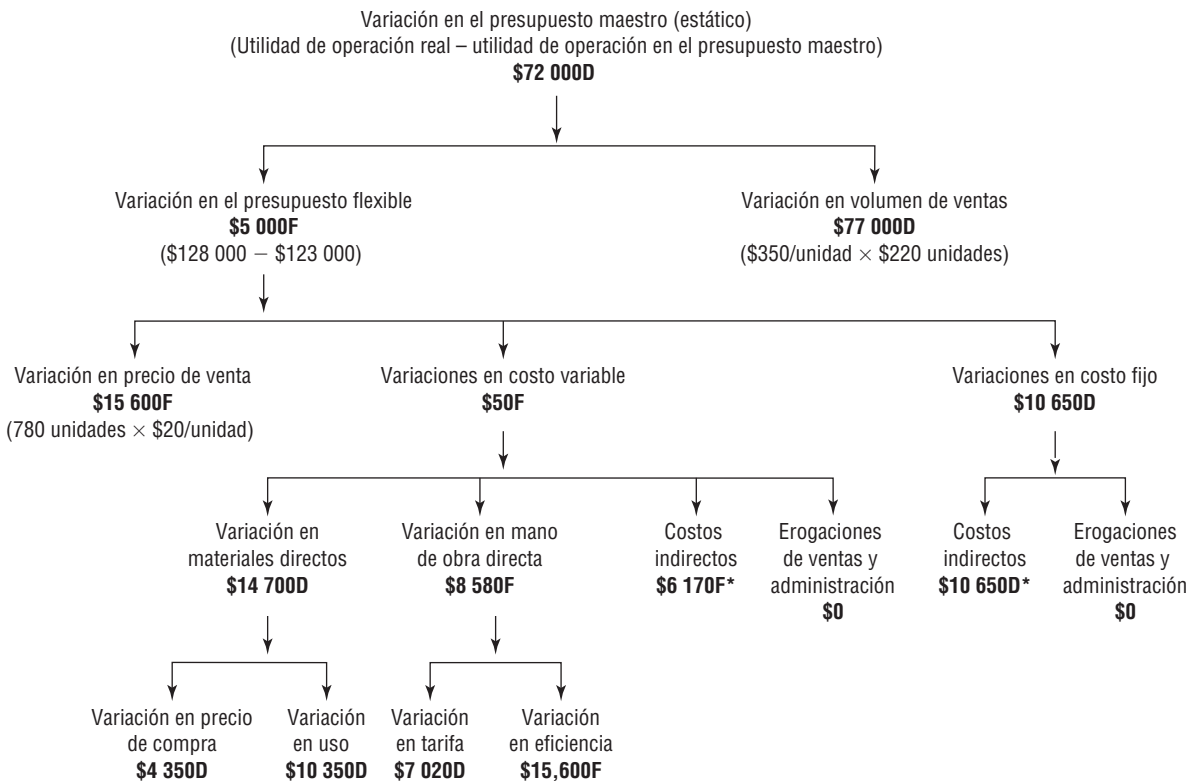 Variación en el presupuesto maestro (estático)
(Utilidad de operación real – utilidad de operación en el presupuesto maestro)
$72 000D
Variación en el presupuesto flexible
$5 000F
($128 000 − $123 000)
Variación en volumen de ventas
$77 000D
($350/unidad × $220 unidades)
Variación en precio de venta
$15 600F
(780 unidades × $20/unidad)
Variaciones en costo variable
$50F
Variaciones en costo fijo
$10 650D
Variación en
materiales directos
$14 700D
Variación en mano
de obra directa
$8 580F
Costos
indirectos
$6 170F*
Erogaciones
de ventas y
administración
$0
Costos
indirectos
$10 650D*
Erogaciones
de ventas y
administración
$0
Variación en precio
de compra
$4 350D
Variación
en uso
$10 350D
Variación
en tarifa
$7 020D
Variación
en eficiencia
$15,600F